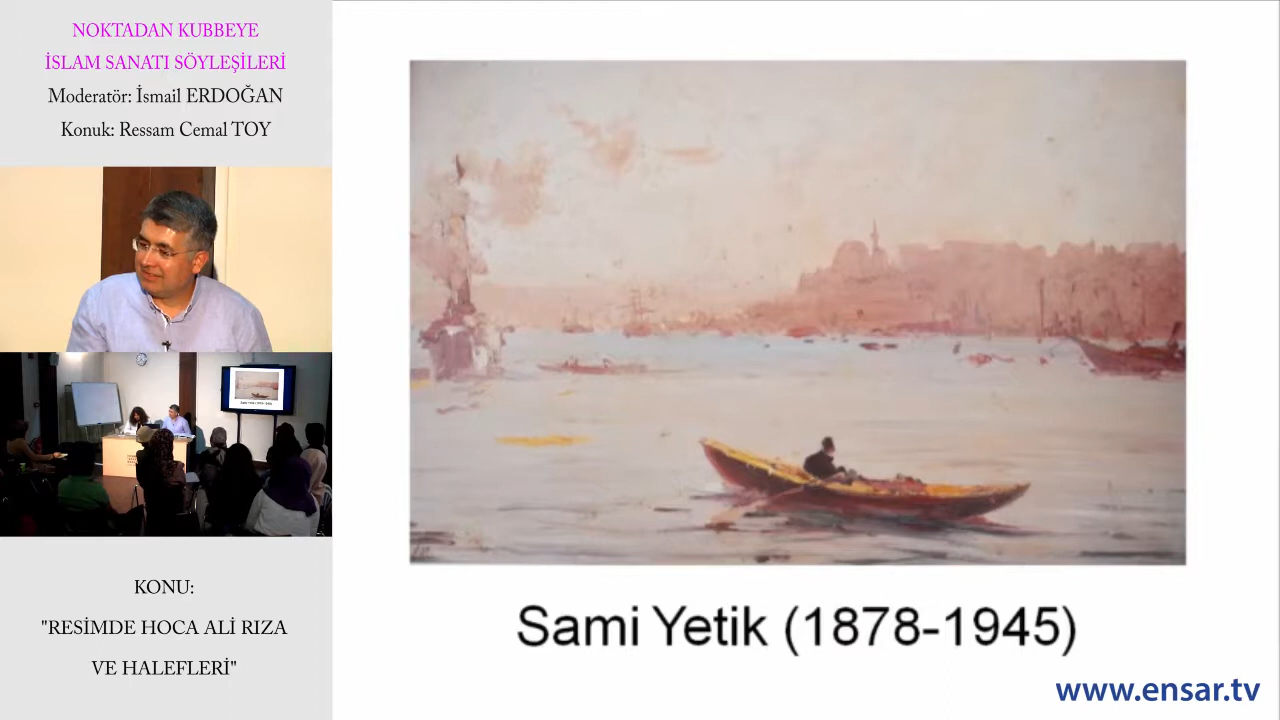 NOKTADAN KUBBEYE
İSLAM SANATI SÖYLEŞİLERİ
Moderatör: İsmail ERDOĞAN
Konuk: Ressam Cemal TOY
KONU:
"RESİMDE HOCA ALİ RIZA
VE HALEFLERİ"
Sami Yetik (1878-1945)
www.ensar.tv